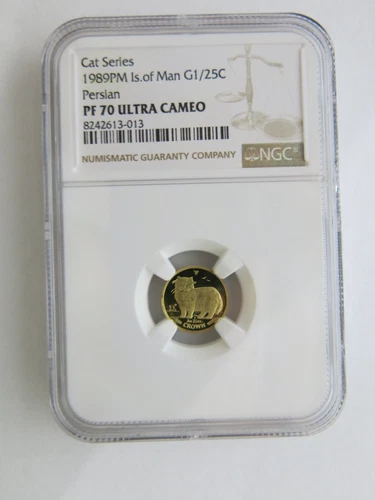 Cat Series
1989PM Is.of Man G1/25C
Persian
PF 70 ULTRA CAMEO
8242613-013
NUMISMATIC GUARANTY COMPANY
NGC
CROWN